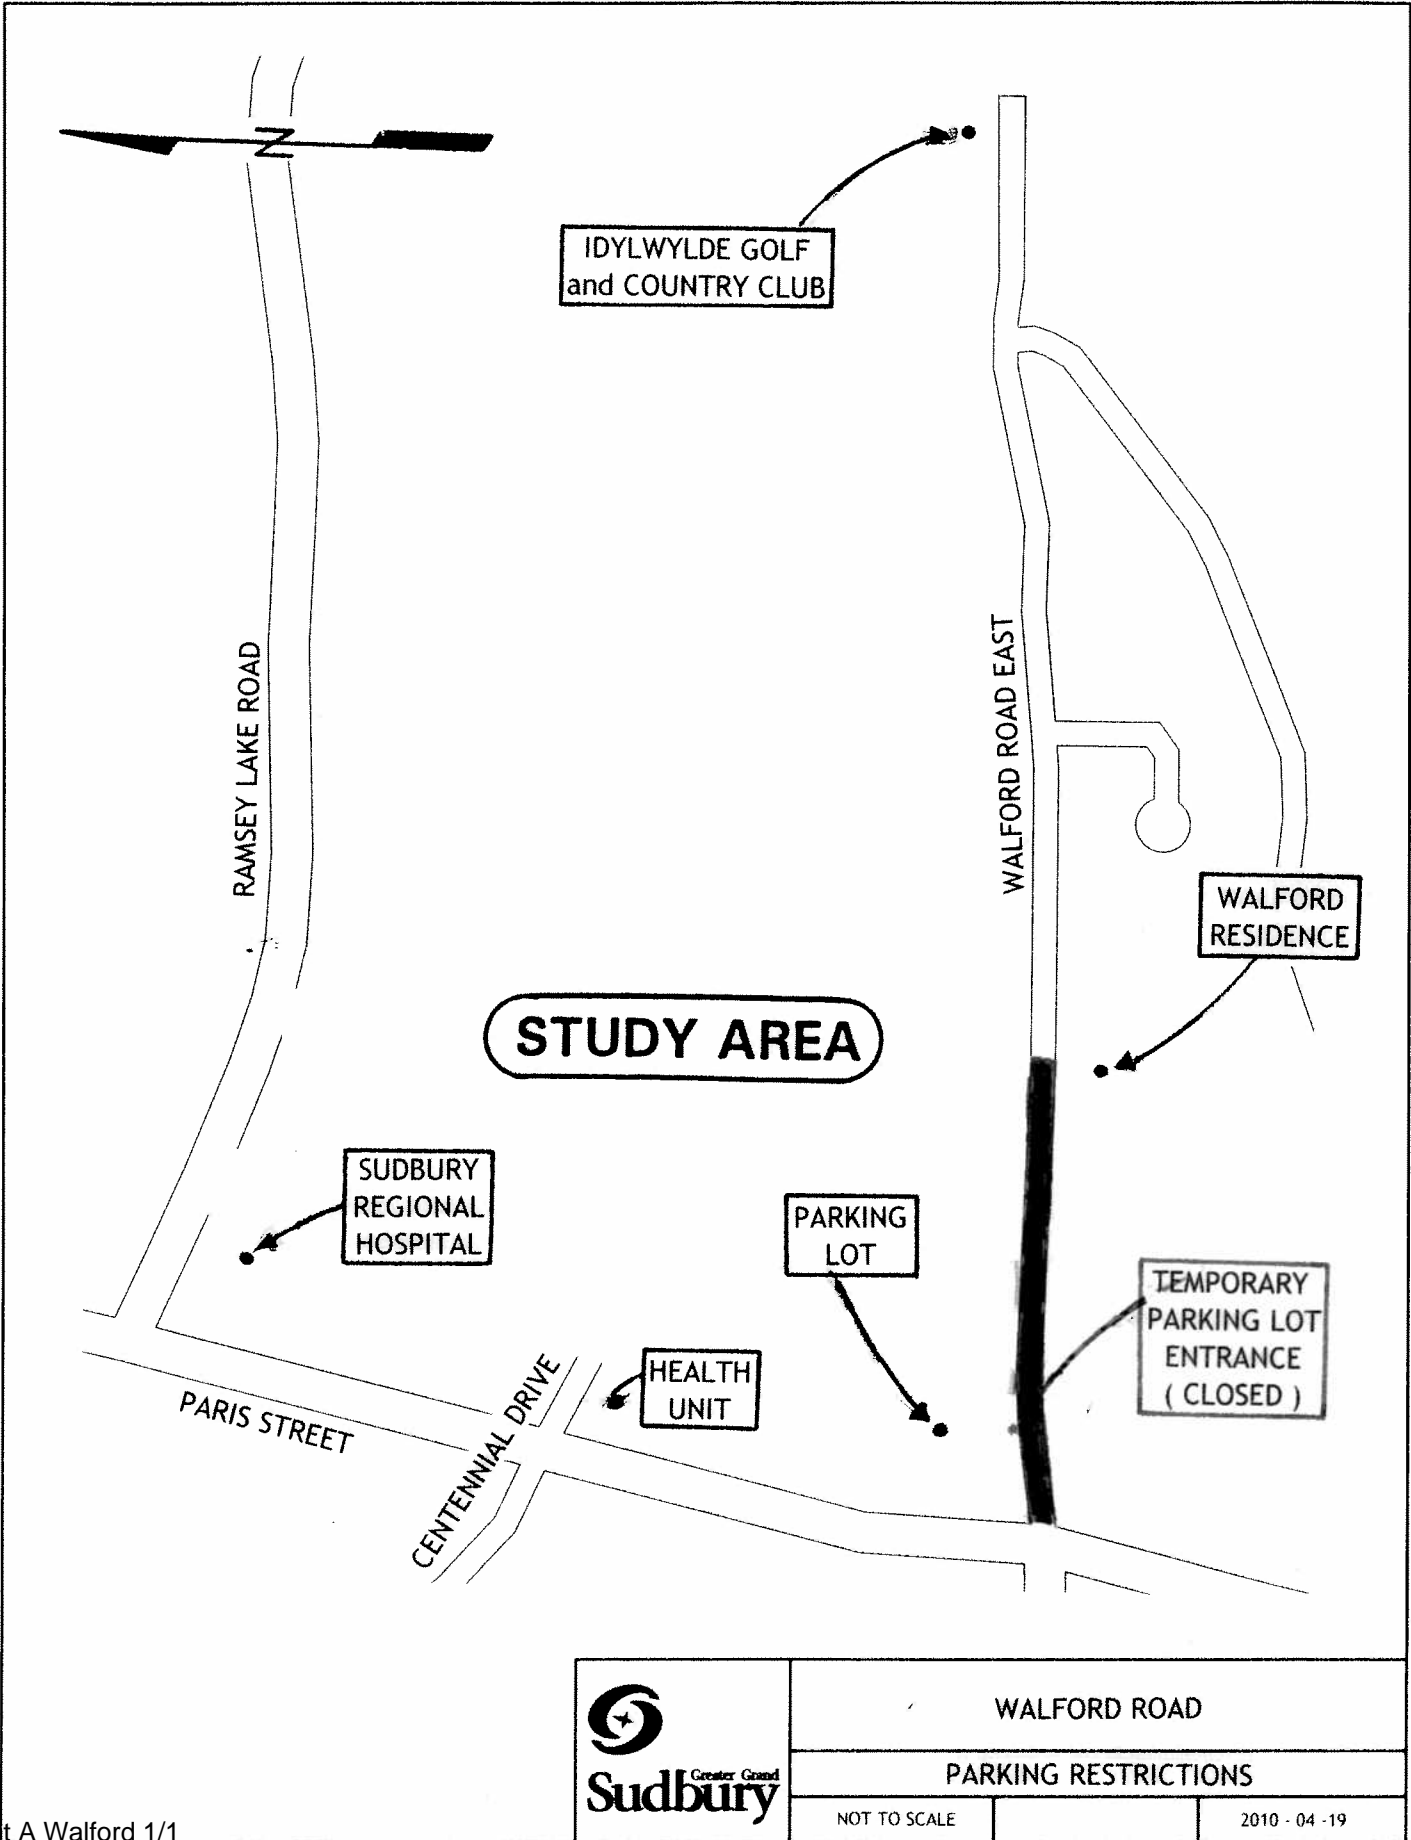 N
IDYLWYLDE GOLF
and COUNTRY CLUB
RAMSEY LAKE ROAD
WALFORD ROAD EAST
WALFORD
RESIDENCE
STUDY AREA
SUDBURY
REGIONAL
HOSPITAL
PARKING
LOT
TEMPORARY
PARKING LOT
ENTRANCE
( CLOSED )
HEALTH
UNIT
PARIS STREET
CENTENNIAL DRIVE
WALFORD ROAD
Greater Grand
Sudbury
PARKING RESTRICTIONS
NOT TO SCALE
2010 - 04 -19
t A Walford 1/1